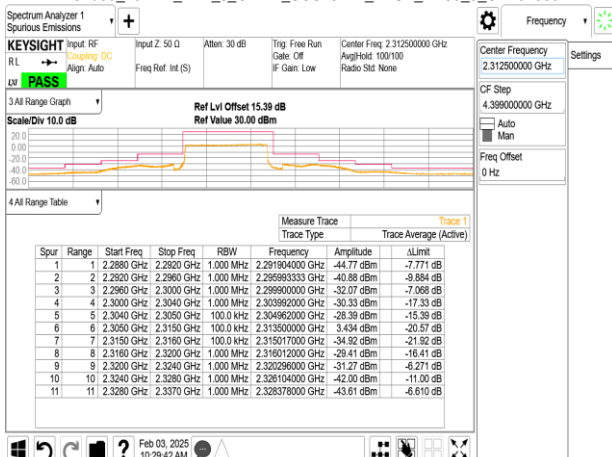 Spectrum Analyzer 1
Spurious Emissions
+
Frequency
KEYSIGHT Input: RF Input Z: 50 Ω Atten: 30 dB Trig: Free Run Center Freq: 2.312500000 GHz
RL Coupling: DC Gate: Off Avg|Hold: 100/100
Align: Auto Freq Ref: Int (S) IF Gain: Low Radio Std: None
LXI PASS
Center Frequency
2.312500000 GHz
Settings
CF Step
4.399000000 GHz
Auto
Man
Freq Offset
0 Hz
3 All Range Graph
Ref Lvl Offset 15.39 dB
Scale/Div 10.0 dB Ref Value 30.00 dBm
20.0
0.00
-20.0
-40.0
-60.0
4 All Range Table
Measure Trace Trace 1
Trace Type Trace Average (Active)
Spur Range Start Freq Stop Freq RBW Frequency Amplitude ΔLimit
1 1 2.2880 GHz 2.2920 GHz 1.000 MHz 2.291904000 GHz -44.77 dBm -7.771 dB
2 2 2.2920 GHz 2.2960 GHz 1.000 MHz 2.295993333 GHz -40.88 dBm -9.884 dB
3 3 2.2960 GHz 2.3000 GHz 1.000 MHz 2.299900000 GHz -32.07 dBm -7.068 dB
4 4 2.3000 GHz 2.3040 GHz 1.000 MHz 2.303992000 GHz -30.33 dBm -17.33 dB
5 5 2.3040 GHz 2.3050 GHz 100.0 kHz 2.304962000 GHz -28.39 dBm -15.39 dB
6 6 2.3050 GHz 2.3150 GHz 100.0 kHz 2.313500000 GHz 3.434 dBm -20.57 dB
7 7 2.3150 GHz 2.3160 GHz 100.0 kHz 2.315017000 GHz -34.92 dBm -21.92 dB
8 8 2.3160 GHz 2.3200 GHz 1.000 MHz 2.316012000 GHz -29.41 dBm -16.41 dB
9 9 2.3200 GHz 2.3240 GHz 1.000 MHz 2.320296000 GHz -31.27 dBm -6.271 dB
10 10 2.3240 GHz 2.3280 GHz 1.000 MHz 2.326104000 GHz -42.00 dBm -11.00 dB
11 11 2.3280 GHz 2.3370 GHz 1.000 MHz 2.328378000 GHz -43.61 dBm -6.610 dB
? Feb 03, 2025
10:29:42 AM